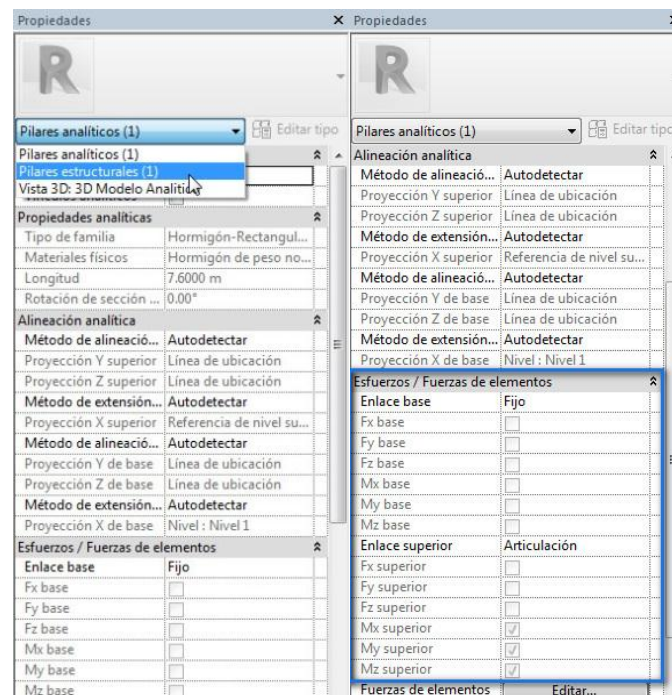 Propiedades
R
Pilares analíticos (1)
Editar tipo
Pilares analíticos (1)
Pilares estructurales (1)
Vista 3D: 3D Modelo Analític
Propiedades analíticas
Tipo de familia Hormigón-Rectangul...
Materiales físicos Hormigón de peso no...
Longitud 7.6000 m
Rotación de sección ... 0.00°
Alineación analítica
Método de alineació... Autodetectar
Proyección Y superior Línea de ubicación
Proyección Z superior Línea de ubicación
Método de extensión... Autodetectar
Proyección X superior Referencia de nivel su...
Método de alineació... Autodetectar
Proyección Y de base Línea de ubicación
Proyección Z de base Línea de ubicación
Método de extensión... Autodetectar
Proyección X de base Nivel : Nivel 1
Esfuerzos / Fuerzas de elementos
Enlace base Fijo
Fx base
Fy base
Fz base
Mx base
My base
Mz base
Propiedades
R
Pilares analíticos (1)
Editar tipo
Alineación analítica
Método de alineació... Autodetectar
Proyección Y superior Línea de ubicación
Proyección Z superior Línea de ubicación
Método de extensión... Autodetectar
Proyección X superior Referencia de nivel su...
Método de alineació... Autodetectar
Proyección Y de base Línea de ubicación
Proyección Z de base Línea de ubicación
Método de extensión... Autodetectar
Proyección X de base Nivel : Nivel 1
Esfuerzos / Fuerzas de elementos
Enlace base Fijo
Fx base
Fy base
Fz base
Mx base
My base
Mz base
Enlace superior Articulación
Fx superior
Fy superior
Fz superior
Mx superior
My superior
Mz superior
Fuerzas de elementos Editar...